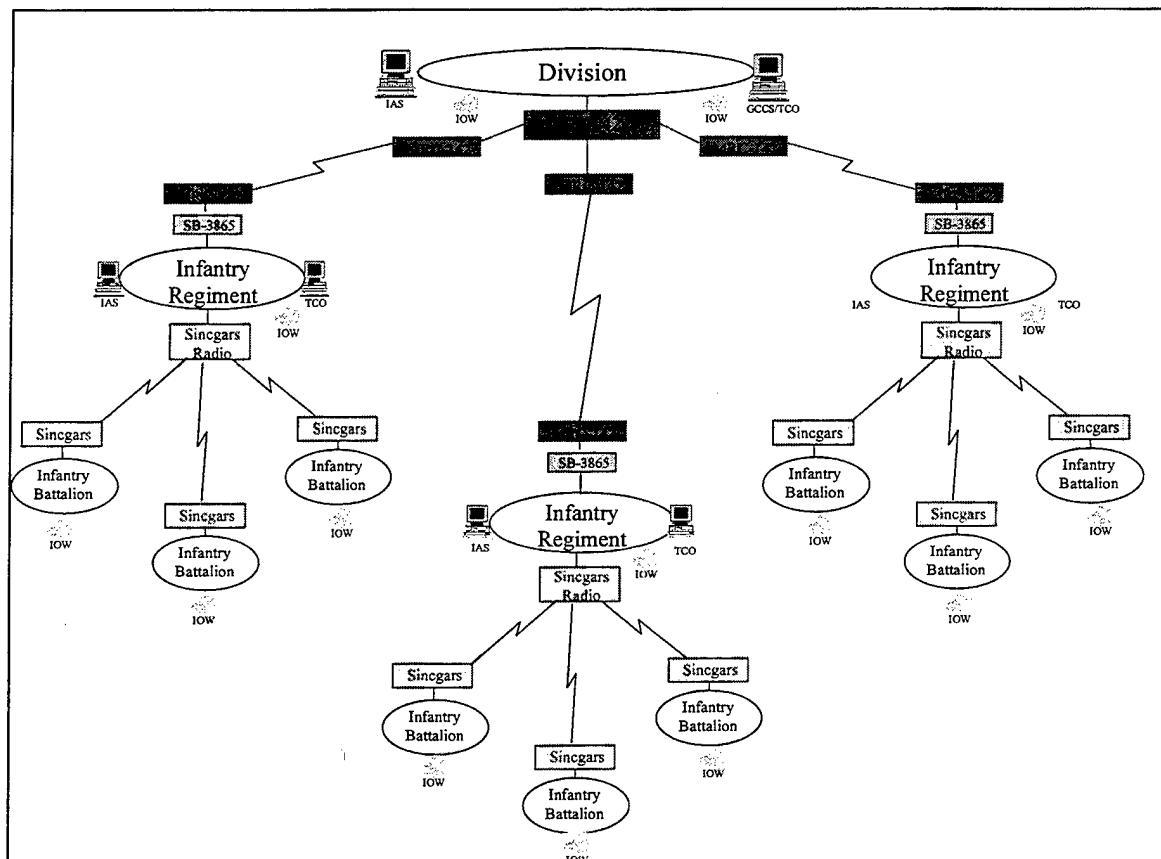 Division
IAS
IOW
IOW
GCCS/TCO
SB-3865
Infantry
Regiment
IAS
TCO
IOW
Sincgars
Radio
Sincgars
Infantry
Battalion
IOW
Sincgars
Infantry
Battalion
IOW
Sincgars
Infantry
Battalion
IOW
SB-3865
Infantry
Regiment
IAS
TCO
IOW
Sincgars
Radio
Sincgars
Infantry
Battalion
IOW
Sincgars
Infantry
Battalion
IOW
Sincgars
Infantry
Battalion
IOW
SB-3865
Infantry
Regiment
IAS
TCO
IOW
Sincgars
Radio
Sincgars
Infantry
Battalion
IOW
Sincgars
Infantry
Battalion
IOW
Sincgars
Infantry
Battalion
IOW